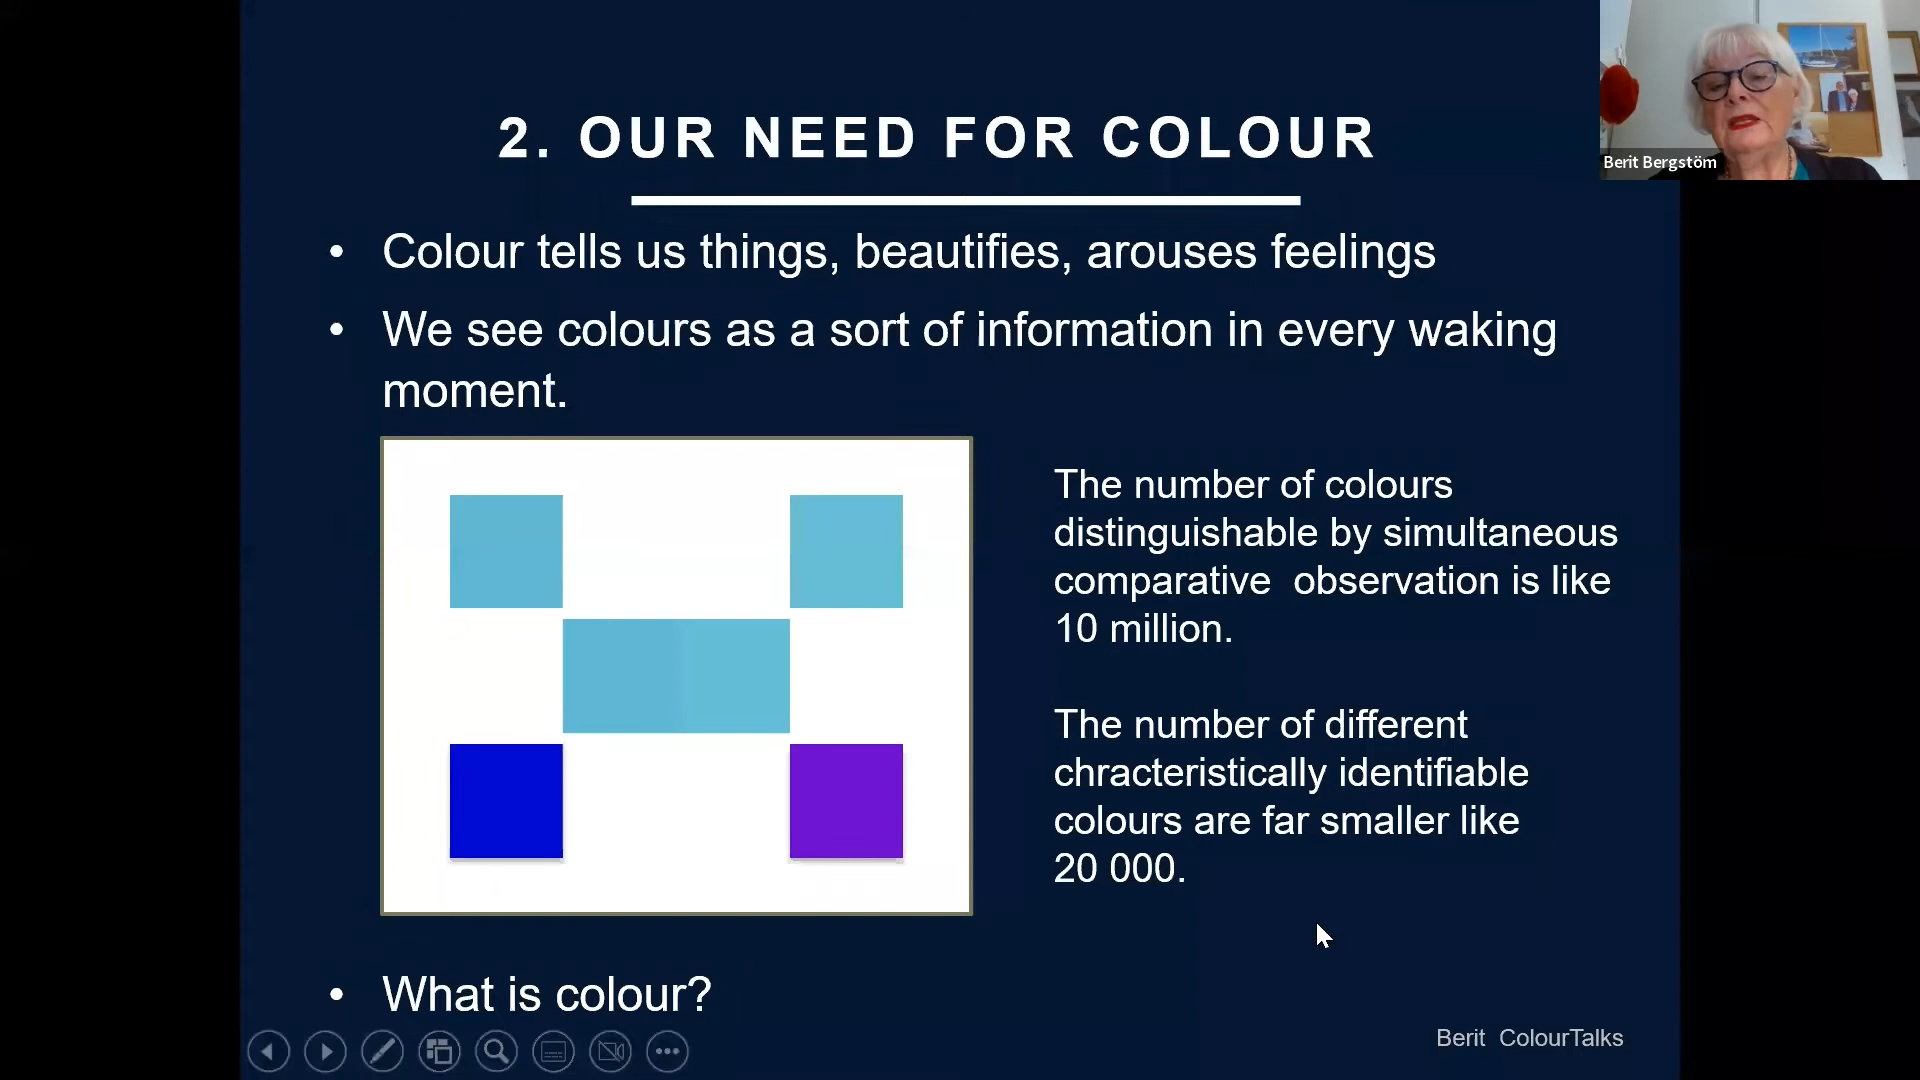 2. OUR NEED FOR COLOUR
Berit Bergstöm
• Colour tells us things, beautifies, arouses feelings
• We see colours as a sort of information in every waking
moment.
The number of colours
distinguishable by simultaneous
comparative  observation is like
10 million.
The number of different
chracteristically identifiable
colours are far smaller like
20 000.
• What is colour?
Berit  ColourTalks